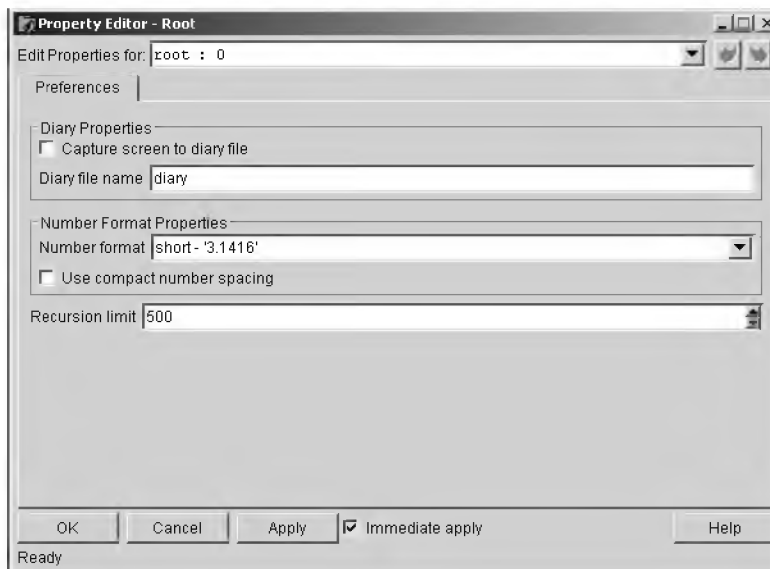 Property Editor - Root
Edit Properties for: root : 0
Preferences
Diary Properties
Capture screen to diary file
Diary file name diary
Number Format Properties
Number format short - '3.1416'
Use compact number spacing
Recursion limit 500
OK Cancel Apply Immediate apply Help
Ready